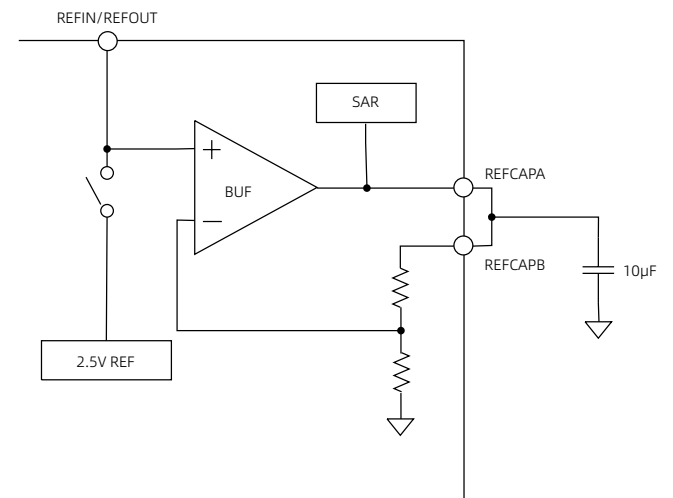 REFIN/REFOUT
SAR
REFCAPA
+
BUF
−
REFCAPB
10μF
2.5V REF